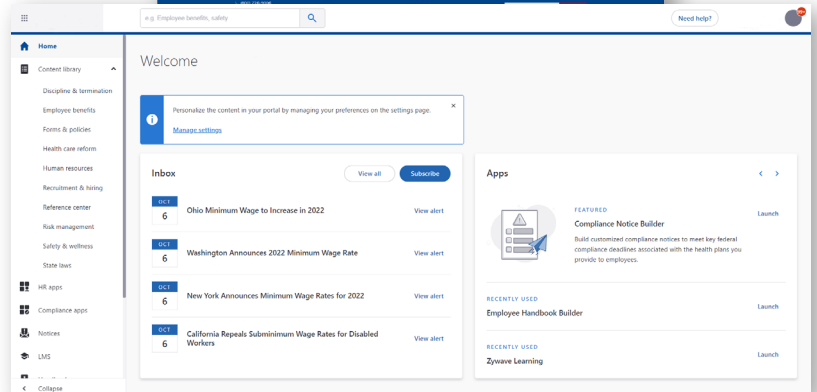 e.g. Employee benefits, safety
Need help?
99+
Home
Content library
Discipline & termination
Employee benefits
Forms & policies
Health care reform
Human resources
Recruitment & hiring
Reference center
Risk management
Safety & wellness
State laws
HR apps
Compliance apps
Notices
LMS
Collapse
Welcome
Personalize the content in your portal by managing your preferences on the settings page.
Manage settings
Inbox
View all
Subscribe
OCT
6
Ohio Minimum Wage to Increase in 2022
View alert
OCT
6
Washington Announces 2022 Minimum Wage Rate
View alert
OCT
6
New York Announces Minimum Wage Rates for 2022
View alert
OCT
6
California Repeals Subminimum Wage Rates for Disabled
Workers
View alert
Apps
FEATURED
Compliance Notice Builder
Launch
Build customized compliance notices to meet key federal
compliance deadlines associated with the health plans you
provide to employees.
RECENTLY USED
Employee Handbook Builder
Launch
RECENTLY USED
Zywave Learning
Launch